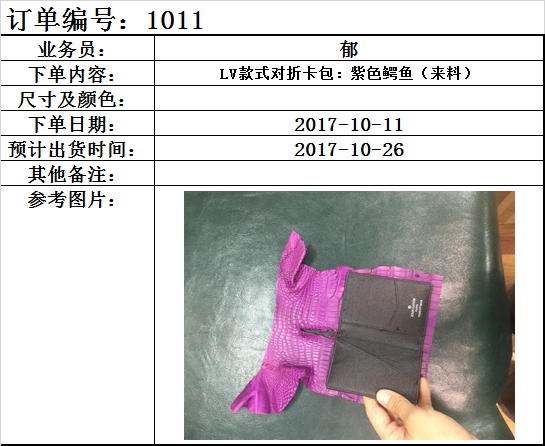 订单编号：1011
业务员： 郁
下单内容： LV款式对折卡包：紫色鳄鱼（来料）
尺寸及颜色：
下单日期： 2017-10-11
预计出货时间： 2017-10-26
其他备注：
参考图片：